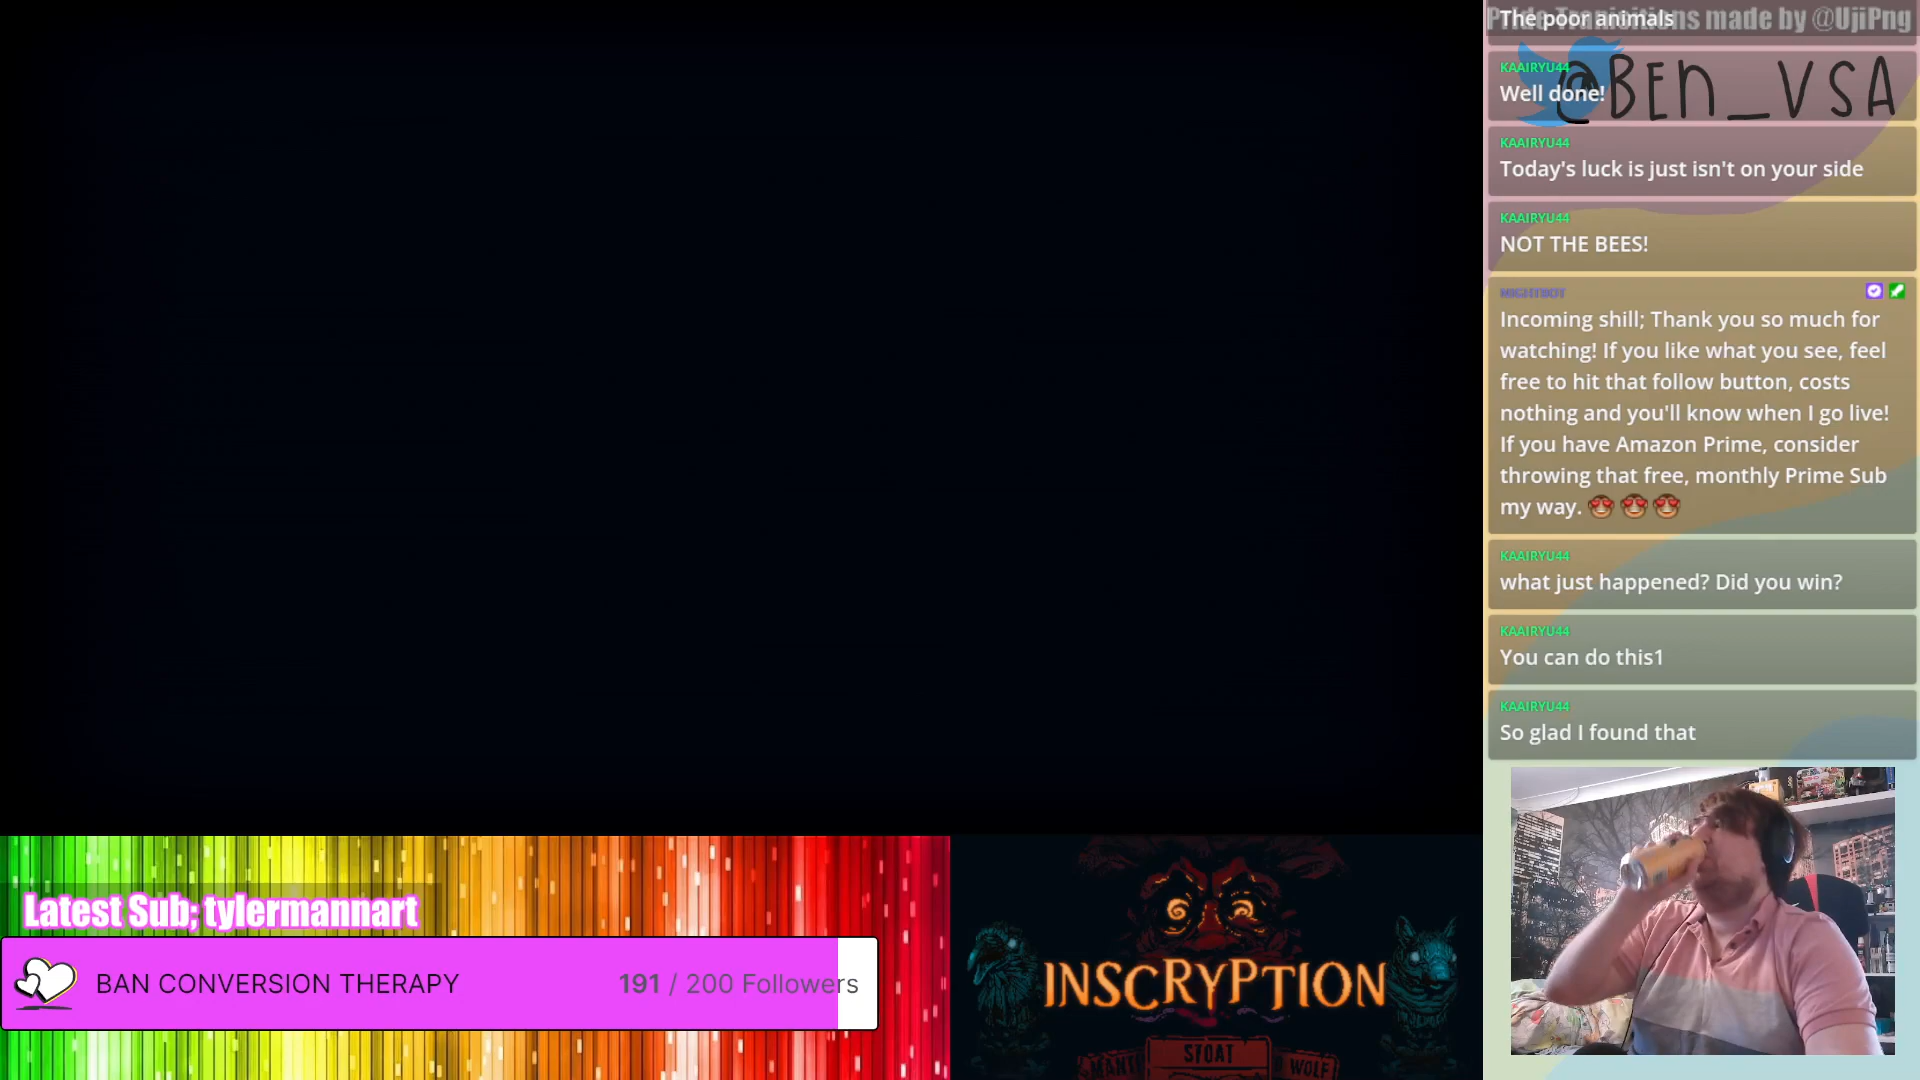 Pride Tranisitions made by @UjiPng
The poor animals
@BEN_VSA
KAAIRYU44
Well done!
KAAIRYU44
Today's luck is just isn't on your side
KAAIRYU44
NOT THE BEES!
NIGHTBOT
Incoming shill; Thank you so much for
watching! If you like what you see, feel
free to hit that follow button, costs
nothing and you'll know when I go live!
If you have Amazon Prime, consider
throwing that free, monthly Prime Sub
my way.
KAAIRYU44
what just happened? Did you win?
KAAIRYU44
You can do this1
KAAIRYU44
So glad I found that
Latest Sub; tylermannart
BAN CONVERSION THERAPY 191 / 200 Followers
INSCRYPTION
STOAT
WOLF